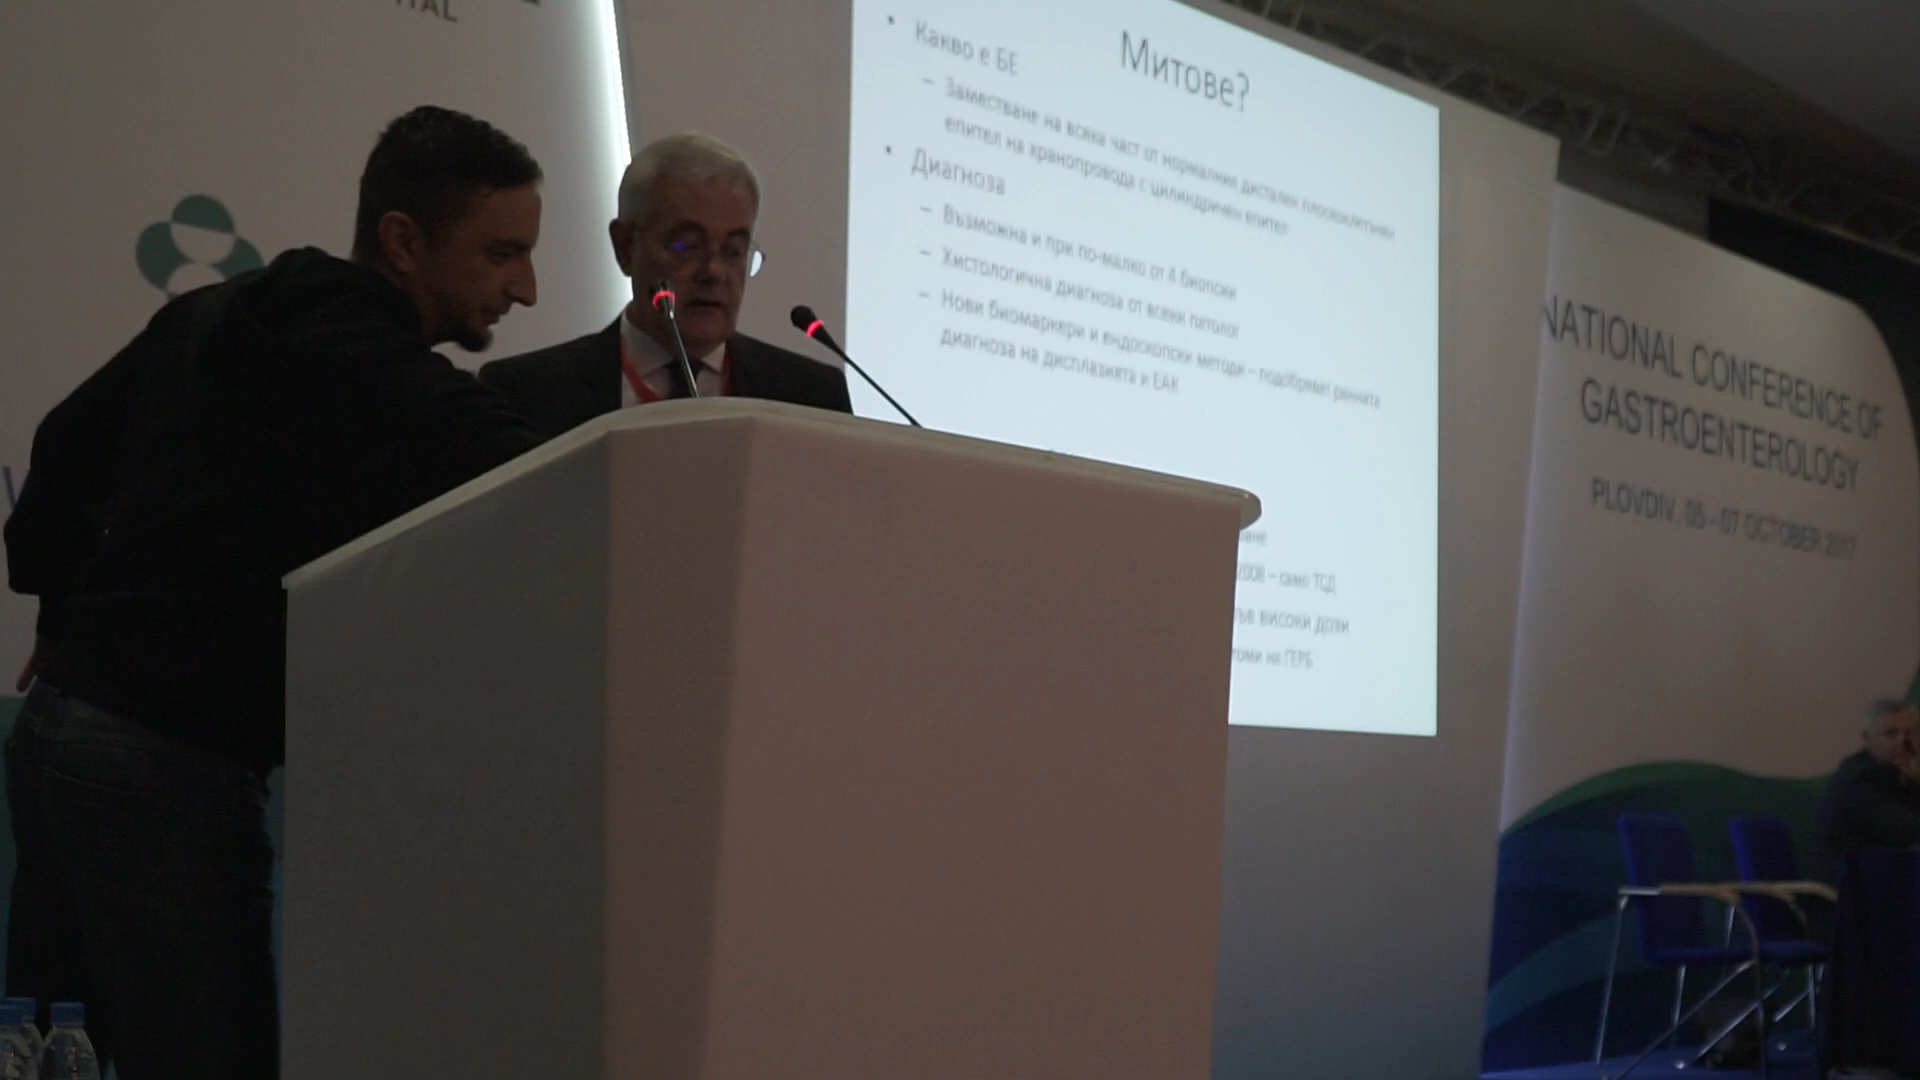 Митове?
Какво е БЕ
– Заместване на всяка част от нормалния дистален плоскоклетъчен
епител на хранопровода с цилиндричен епител
Диагноза
– Възможна и при по-малко от 4 биопсии
– Хистологична диагноза от всеки патолог
– Нови биомаркери и ендоскопски методи – подобряват ранната
диагноза на дисплазията и ЕАК
2008 – само ТСД
високи дози
на ГЕРБ
NATIONAL CONFERENCE OF
GASTROENTEROLOGY
PLOVDIV, 05 - 07 OCTOBER 2017